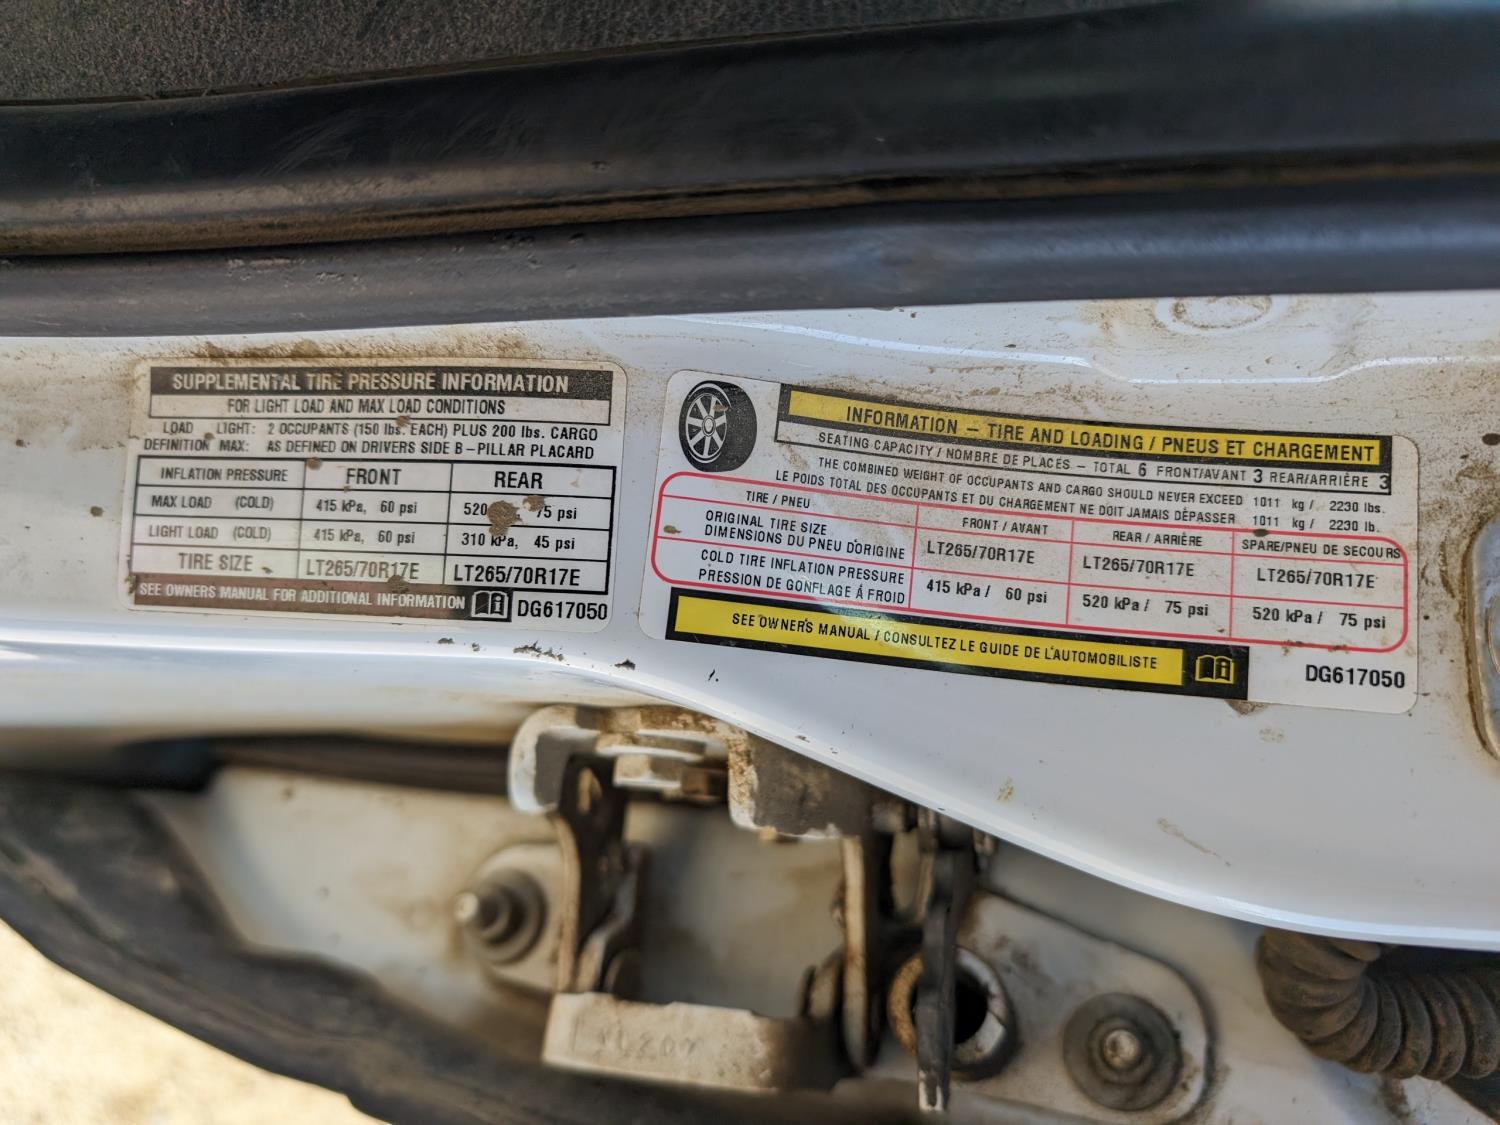 SUPPLEMENTAL TIRE PRESSURE INFORMATION
FOR LIGHT LOAD AND MAX LOAD CONDITIONS
LOAD LIGHT: 2 OCCUPANTS (150 lbs. EACH) PLUS 200 lbs. CARGO
DEFINITION MAX: AS DEFINED ON DRIVERS SIDE B-PILLAR PLACARD
INFLATION PRESSURE FRONT REAR
MAX LOAD (COLD) 415 kPa, 60 psi 520 75 psi
LIGHT LOAD (COLD) 415 kPa, 60 psi 310 kPa, 45 psi
TIRE SIZE LT265/70R17E LT265/70R17E
SEE OWNERS MANUAL FOR ADDITIONAL INFORMATION DG617050
INFORMATION - TIRE AND LOADING / PNEUS ET CHARGEMENT
SEATING CAPACITY / NOMBRE DE PLACES - TOTAL 6 FRONT/AVANT 3 REAR/ARRIÈRE 3
THE COMBINED WEIGHT OF OCCUPANTS AND CARGO SHOULD NEVER EXCEED 1011 kg / 2230 lbs.
LE POIDS TOTAL DES OCCUPANTS ET DU CHARGEMENT NE DOIT JAMAIS DÉPASSER 1011 kg / 2230 lb.
TIRE / PNEU FRONT / AVANT REAR / ARRIÈRE SPARE/PNEU DE SECOURS
ORIGINAL TIRE SIZE
DIMENSIONS DU PNEU D'ORIGINE LT265/70R17E LT265/70R17E LT265/70R17E
COLD TIRE INFLATION PRESSURE
PRESSION DE GONFLAGE Á FROID 415 kPa / 60 psi 520 kPa / 75 psi 520 kPa / 75 psi
SEE OWNERS MANUAL / CONSULTEZ LE GUIDE DE L'AUTOMOBILISTE
DG617050